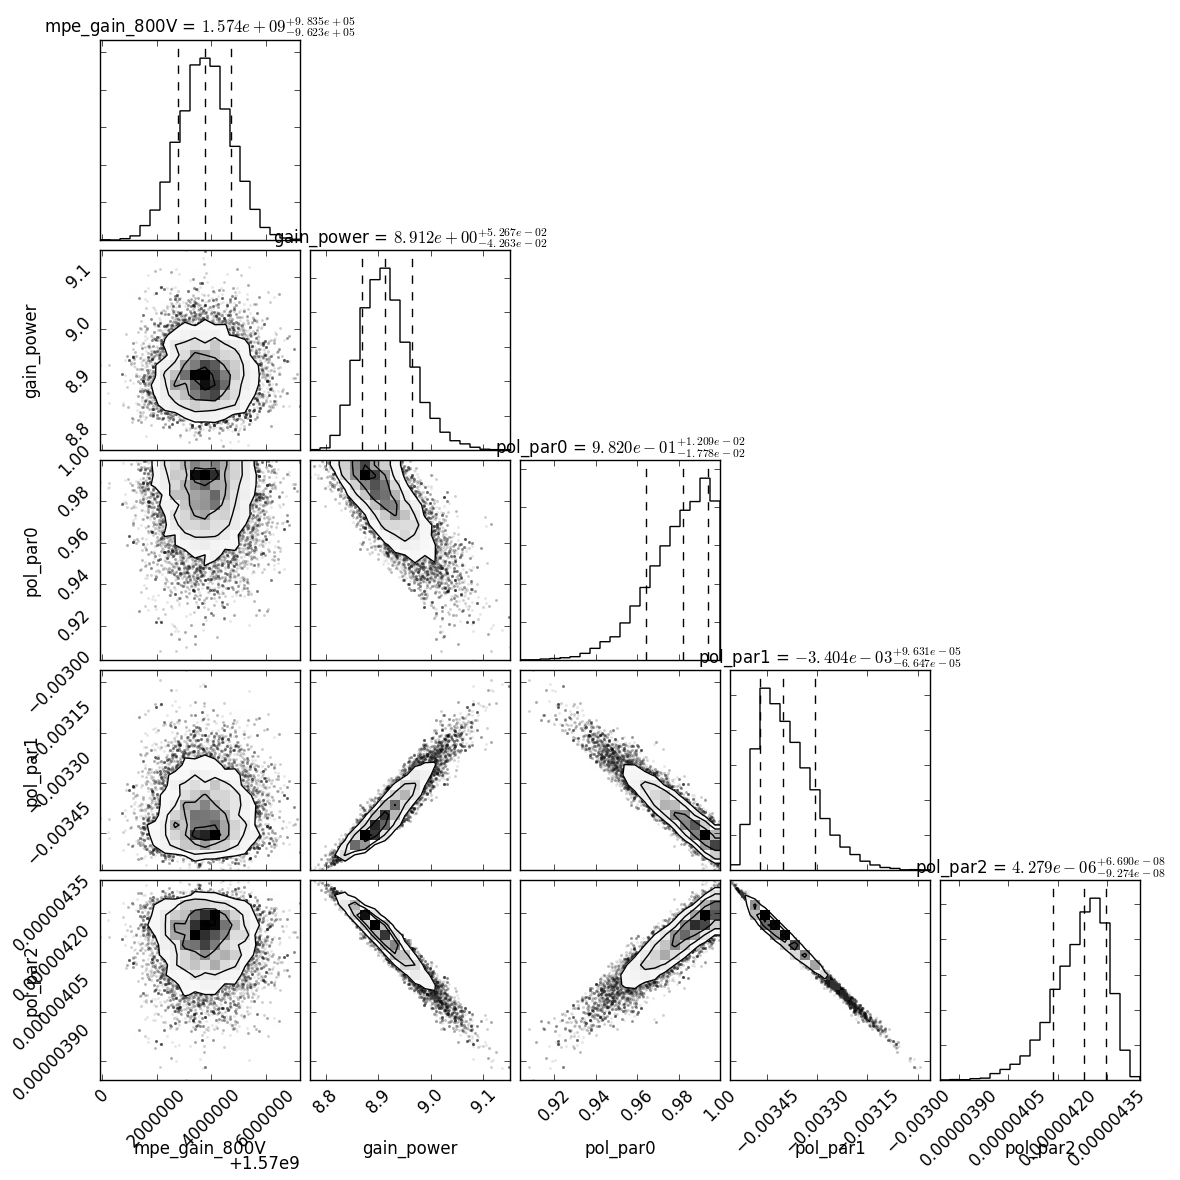 mpe_gain_800V = 1.574e+09 +9.835e+05 −9.623e+05
gain_power = 8.912e+00 +5.267e−02 −4.263e−02
9.1
9.0
8.9
8.8
gain_power
pol_par0 = 9.820e−01 +1.209e−02 −1.778e−02
1.00
0.98
0.96
0.94
0.92
pol_par0
pol_par1 = −3.404e−03 +9.631e−05 −6.647e−05
−0.00300
−0.00315
−0.00330
−0.00345
pol_par1
pol_par2 = 4.279e−06 +6.690e−08 −9.274e−08
0.00000435
0.00000420
0.00000405
0.00000390
pol_par2
0 2000000 4000000 6000000
8.8 8.9 9.0 9.1
0.92 0.94 0.96 0.98 1.00
−0.00345 −0.00330 −0.00315 −0.00300
0.00000390 0.00000405 0.00000420 0.00000435
mpe_gain_800V gain_power pol_par0 pol_par1 pol_par2
+1.57e9